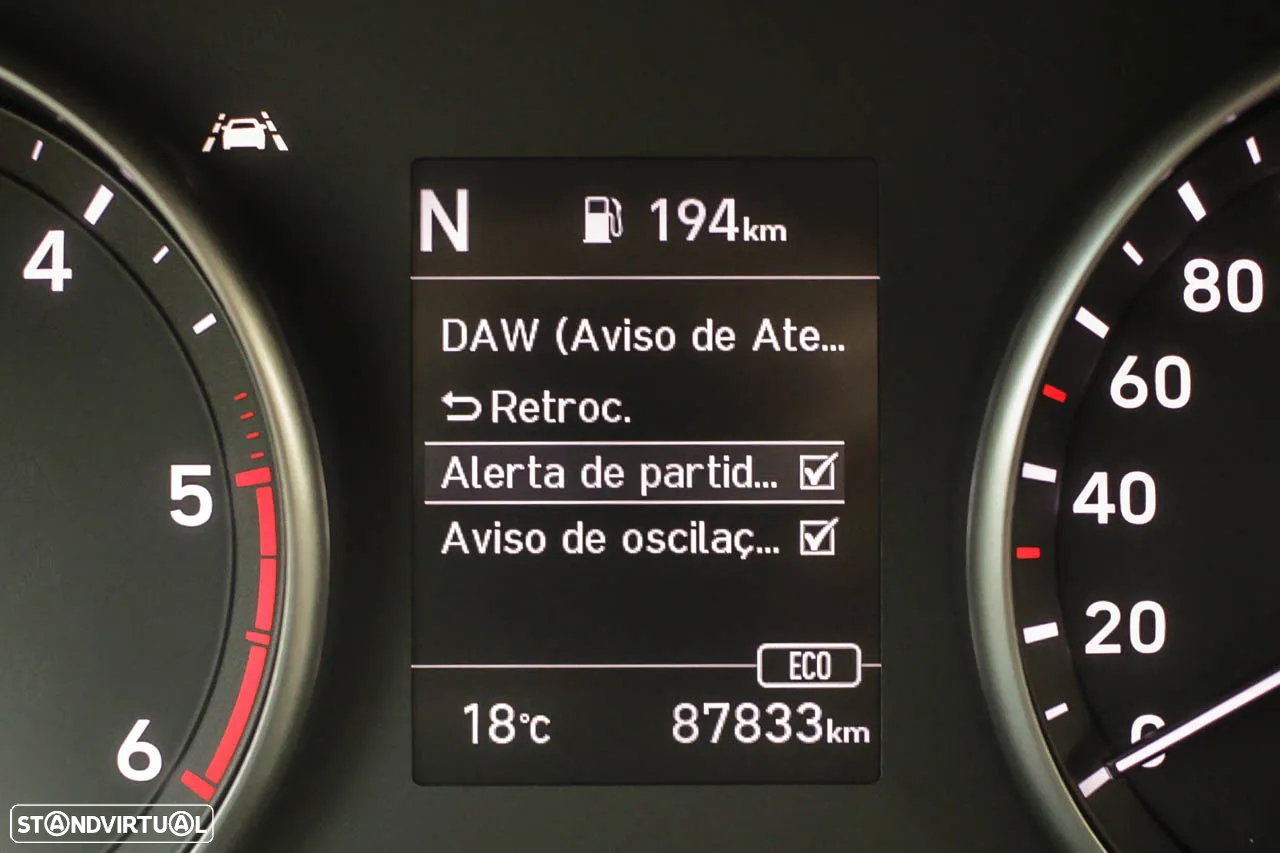 N 194km
DAW (Aviso de Ate...
Retroc.
Alerta de partid...
Aviso de oscilaç...
ECO
18°C 87833km
4
5
6
80
60
40
20
0
STANDVIRTUAL